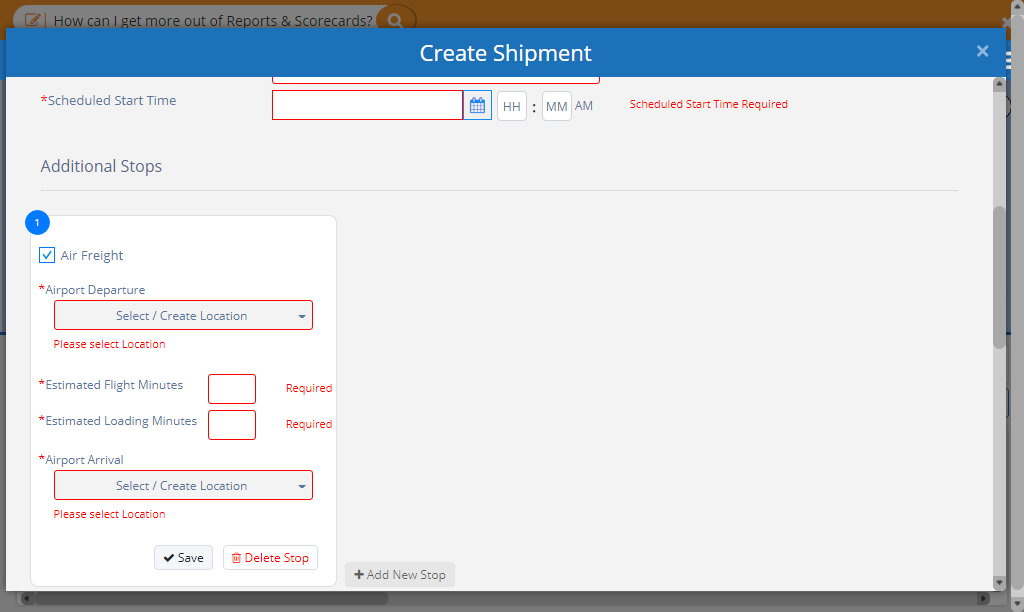 How can I get more out of Reports & Scorecards?
Create Shipment
×
*Scheduled Start Time
HH : MM AM
Scheduled Start Time Required
Additional Stops
1
Air Freight
*Airport Departure
Select / Create Location
Please select Location
*Estimated Flight Minutes
Required
*Estimated Loading Minutes
Required
*Airport Arrival
Select / Create Location
Please select Location
Save
Delete Stop
+ Add New Stop